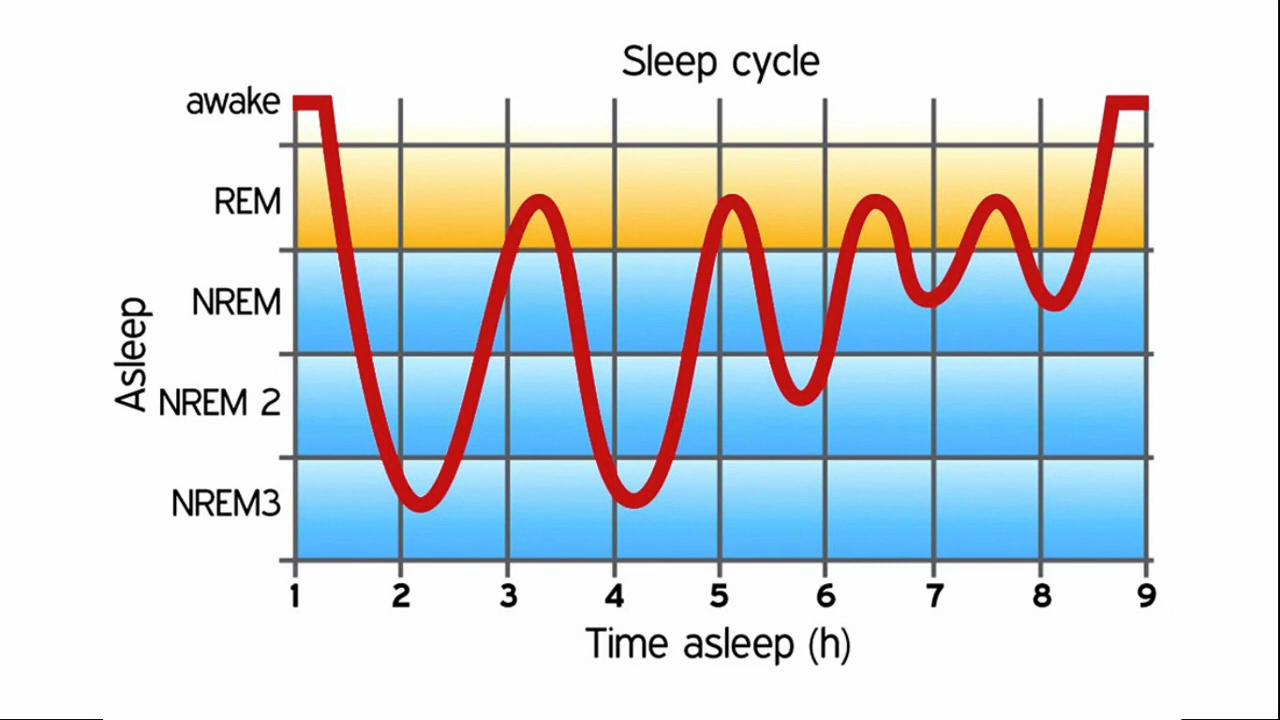 Sleep cycle
awake
REM
NREM
NREM 2
NREM3
Asleep
1 2 3 4 5 6 7 8 9
Time asleep (h)